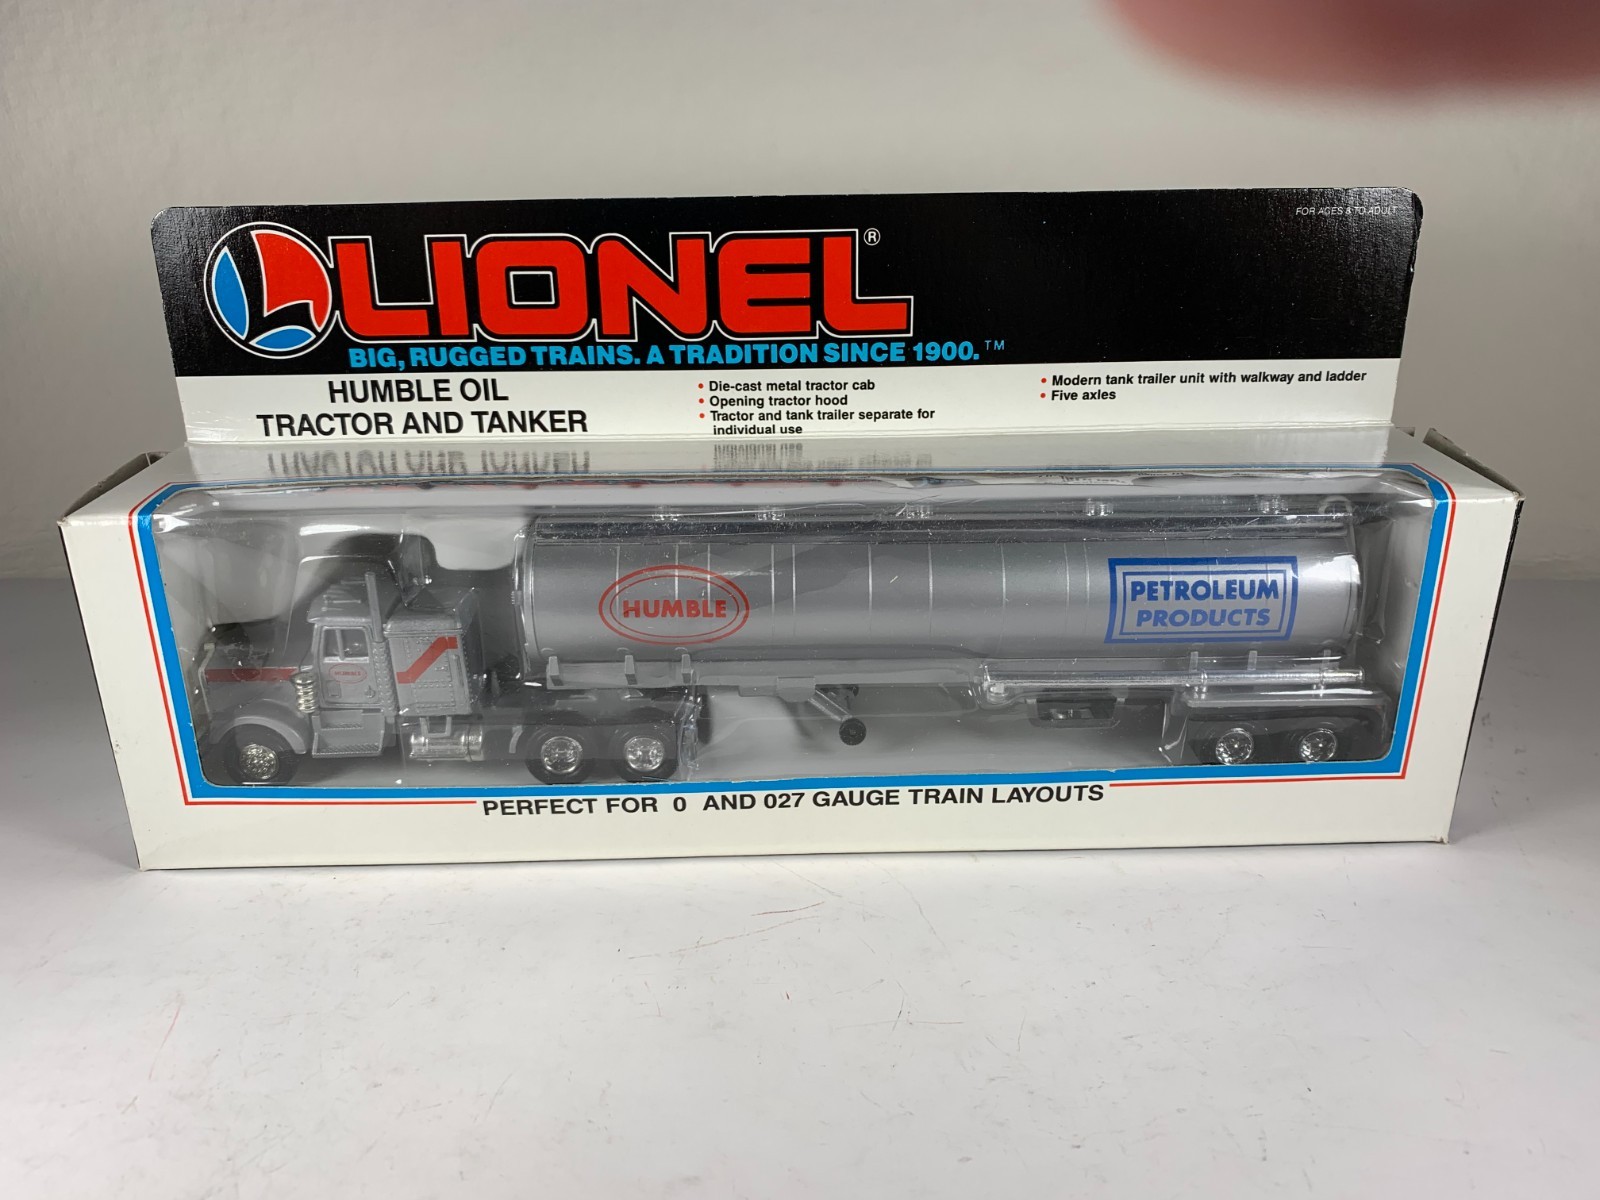 FOR AGES 8 TO ADULT
LIONEL®
BIG, RUGGED TRAINS. A TRADITION SINCE 1900.™
HUMBLE OIL
TRACTOR AND TANKER
• Die-cast metal tractor cab
• Opening tractor hood
• Tractor and tank trailer separate for
individual use
• Modern tank trailer unit with walkway and ladder
• Five axles
HUMBLE
PETROLEUM
PRODUCTS
HUMBLE
PERFECT FOR 0 AND 027 GAUGE TRAIN LAYOUTS